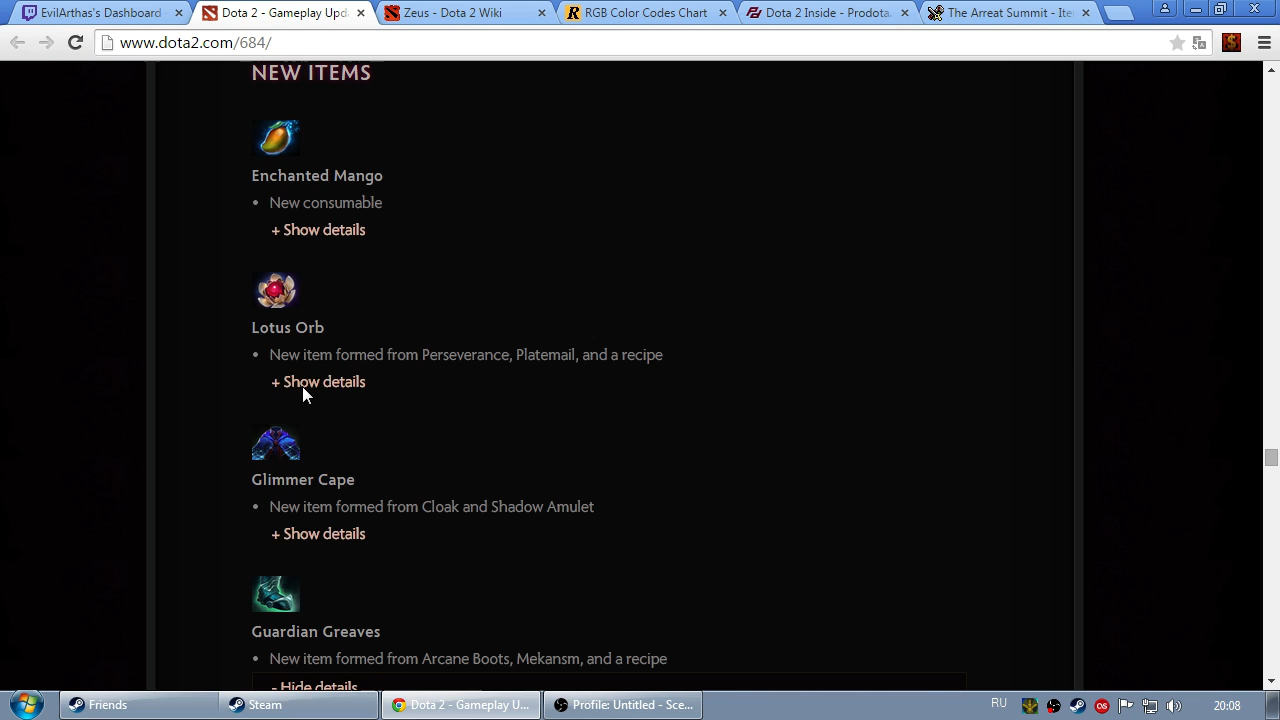 EvilArthas's Dashboard
Dota 2 - Gameplay Upd
Zeus - Dota 2 Wiki
RGB Color Codes Chart
Dota 2 Inside - Prodota
The Arreat Summit - Ite
www.dota2.com/684/
NEW ITEMS
Enchanted Mango
• New consumable
+ Show details
Lotus Orb
• New item formed from Perseverance, Platemail, and a recipe
+ Show details
Glimmer Cape
• New item formed from Cloak and Shadow Amulet
+ Show details
Guardian Greaves
• New item formed from Arcane Boots, Mekansm, and a recipe
- Hide details
Friends
Steam
Dota 2 - Gameplay U...
Profile: Untitled - Sce...
RU
20:08